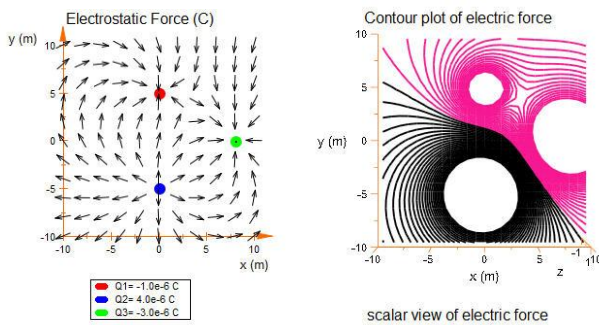 Electrostatic Force (C)
y (m)
10
5
0
-5
-10
-10
-5
0
5
10
x (m)
Q1= -1.0e-6 C
Q2= 4.0e-6 C
Q3= -3.0e-6 C
Contour plot of electric force
10
5
y (m)
0
-5
-10
-10
-5
0
5
-1
x (m)
z
scalar view of electric force